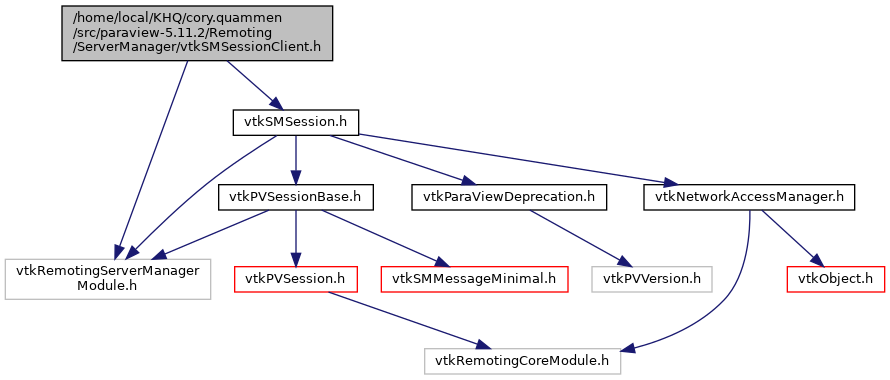 /home/local/KHQ/cory.quammen
/src/paraview-5.11.2/Remoting
/ServerManager/vtkSMSessionClient.h
vtkSMSession.h
vtkPVSessionBase.h
vtkParaViewDeprecation.h
vtkNetworkAccessManager.h
vtkRemotingServerManager
Module.h
vtkPVSession.h
vtkSMMessageMinimal.h
vtkPVVersion.h
vtkObject.h
vtkRemotingCoreModule.h